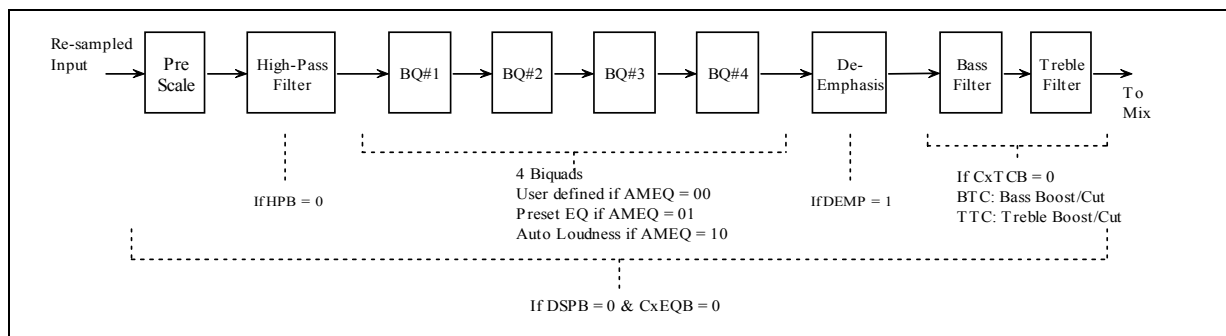 Re-sampled
Input
Pre
Scale
High-Pass
Filter
BQ#1
BQ#2
BQ#3
BQ#4
De-
Emphasis
Bass
Filter
Treble
Filter
To
Mix
If HPB = 0
4 Biquads
User defined if AMEQ = 00
Preset EQ if AMEQ = 01
Auto Loudness if AMEQ = 10
If DEMP = 1
If CxTCB = 0
BTC: Bass Boost/Cut
TTC: Treble Boost/Cut
If DSPB = 0 & CxEQB = 0